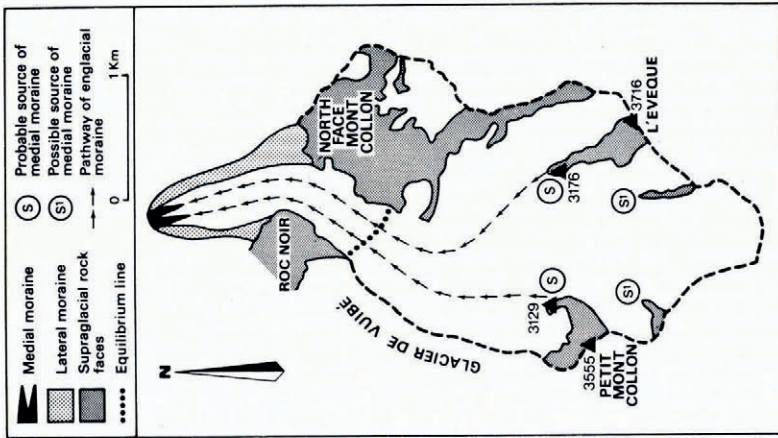 Medial moraine
Lateral moraine
Supraglacial rock
faces
Equilibrium line
S
Probable source of
medial moraine
S1
Possible source of
medial moraine
Pathway of englacial
moraine
0
1Km
N
ROC NOIR
NORTH
FACE
MONT
COLLON
GLACIER DE VUIBÉ
S
3129
3555
PETIT
MONT
COLLON
S1
S
3176
3716
L'EVEQUE
S1